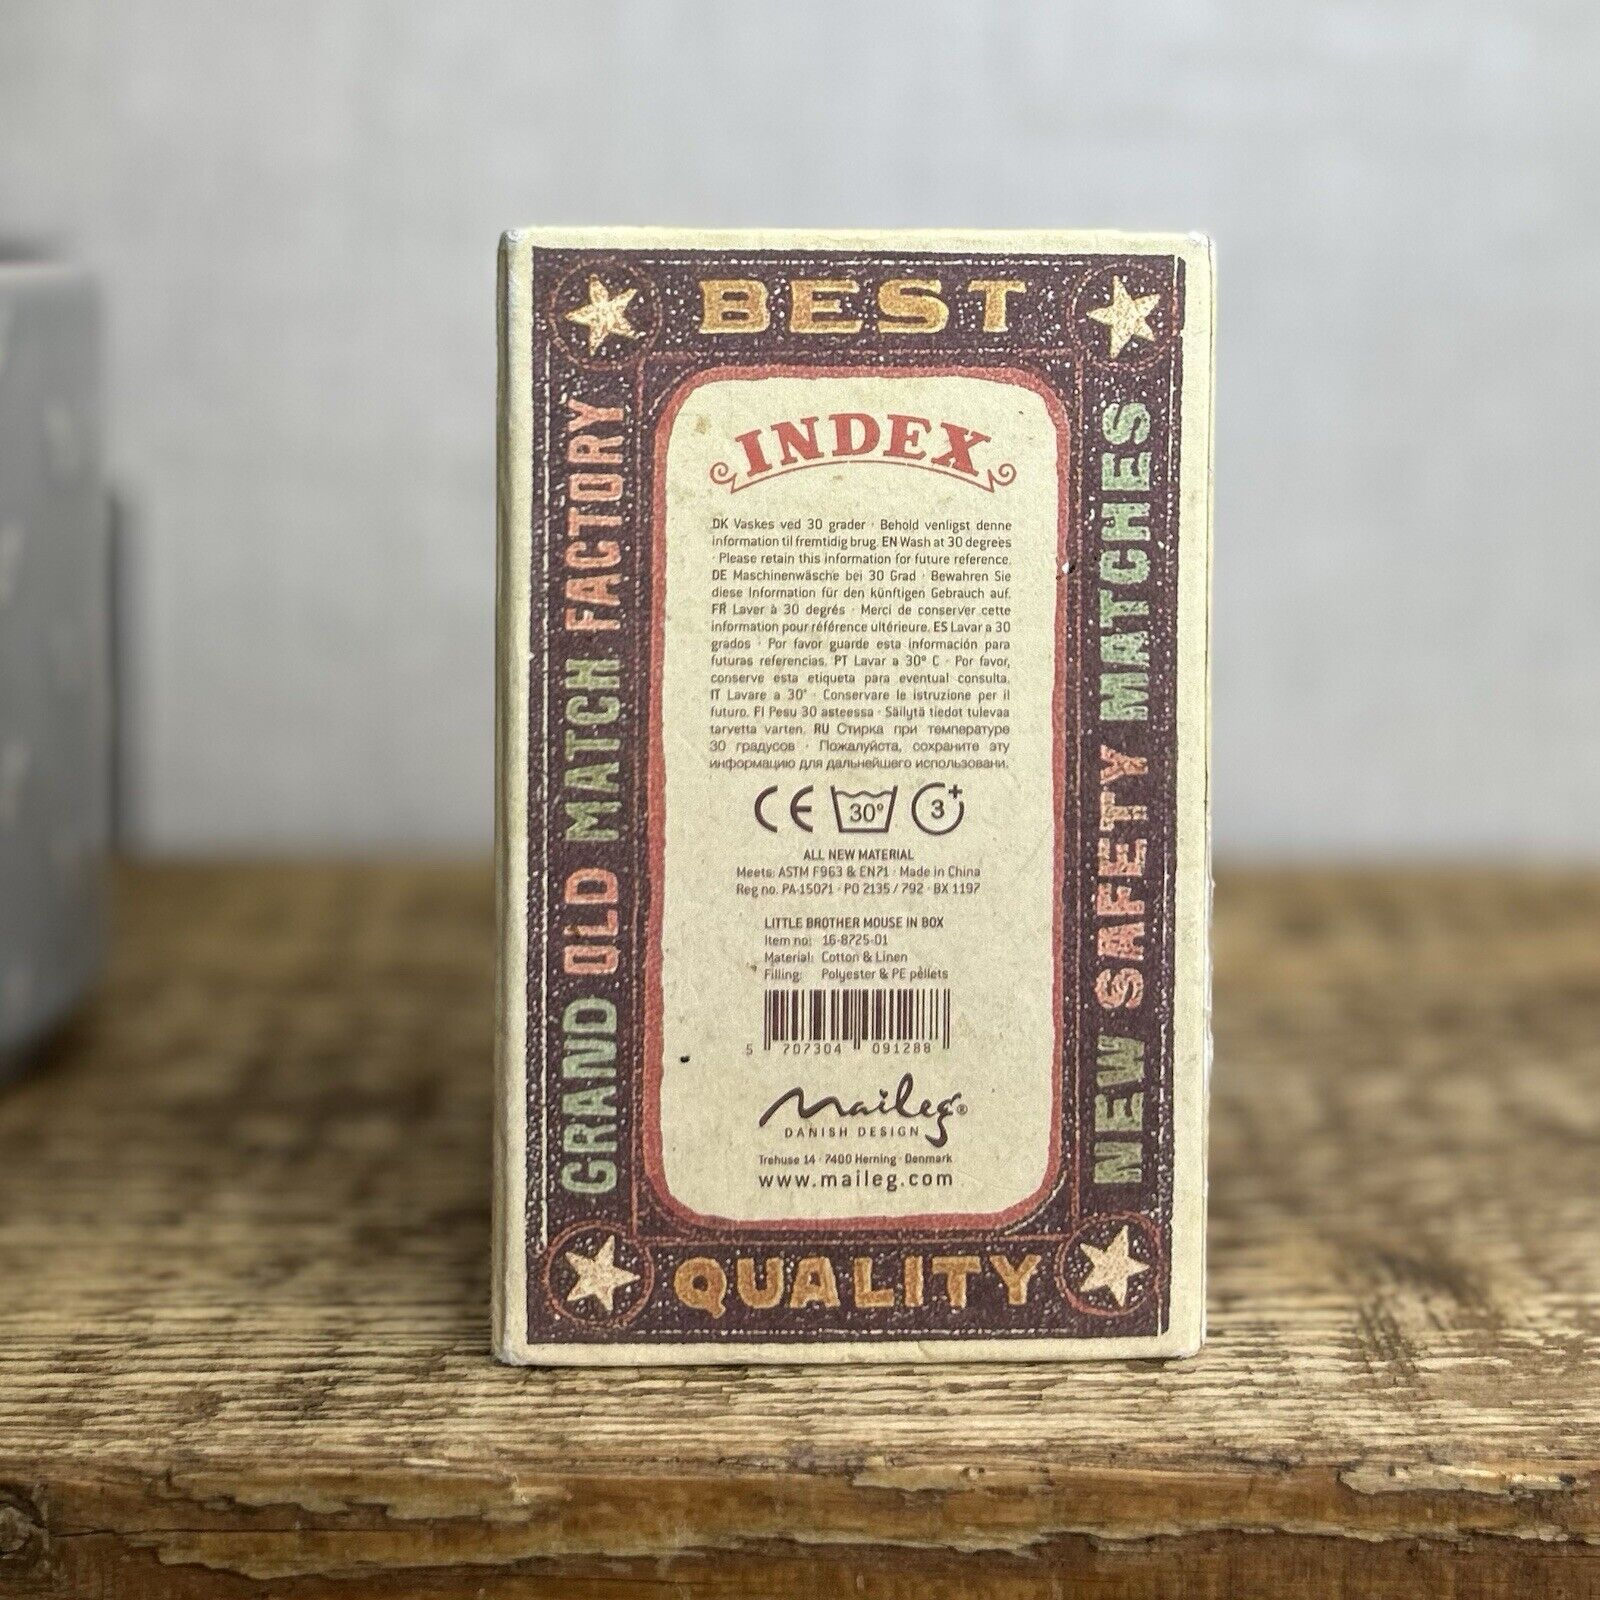 BEST
GRAND OLD MATCH FACTORY
NEW SAFETY MATCHES
INDEX
DK Vaskes ved 30 grader · Behold venligst denne
information til fremtidig brug. EN Wash at 30 degrees
· Please retain this information for future reference.
DE Maschinenwäsche bei 30 Grad · Bewahren Sie
diese Information für den künftigen Gebrauch auf.
FR Laver à 30 degrés · Merci de conserver cette
information pour référence ultérieure. ES Lavar a 30
grados · Por favor guarde esta información para
futuras referencias. PT Lavar a 30° C · Por favor,
conserve esta etiqueta para eventual consulta.
IT Lavare a 30° · Conservare le istruzione per il
futuro. FI Pesu 30 asteessa · Säilytä tiedot tulevaa
tarvetta varten. RU Стирка при температуре
30 градусов · Пожалуйста, сохраните эту
информацию для дальнейшего использовани.
CE 30° 3+
ALL NEW MATERIAL
Meets: ASTM F963 & EN71 · Made in China
Reg no. PA-15071 · PO 2135 / 792 · BX 1197
LITTLE BROTHER MOUSE IN BOX
Item no: 16-8725-01
Material: Cotton & Linen
Filling: Polyester & PE pellets
5 707304 091288
Maileg®
DANISH DESIGN
Trehuse 14 · 7400 Herning · Denmark
www.maileg.com
QUALITY